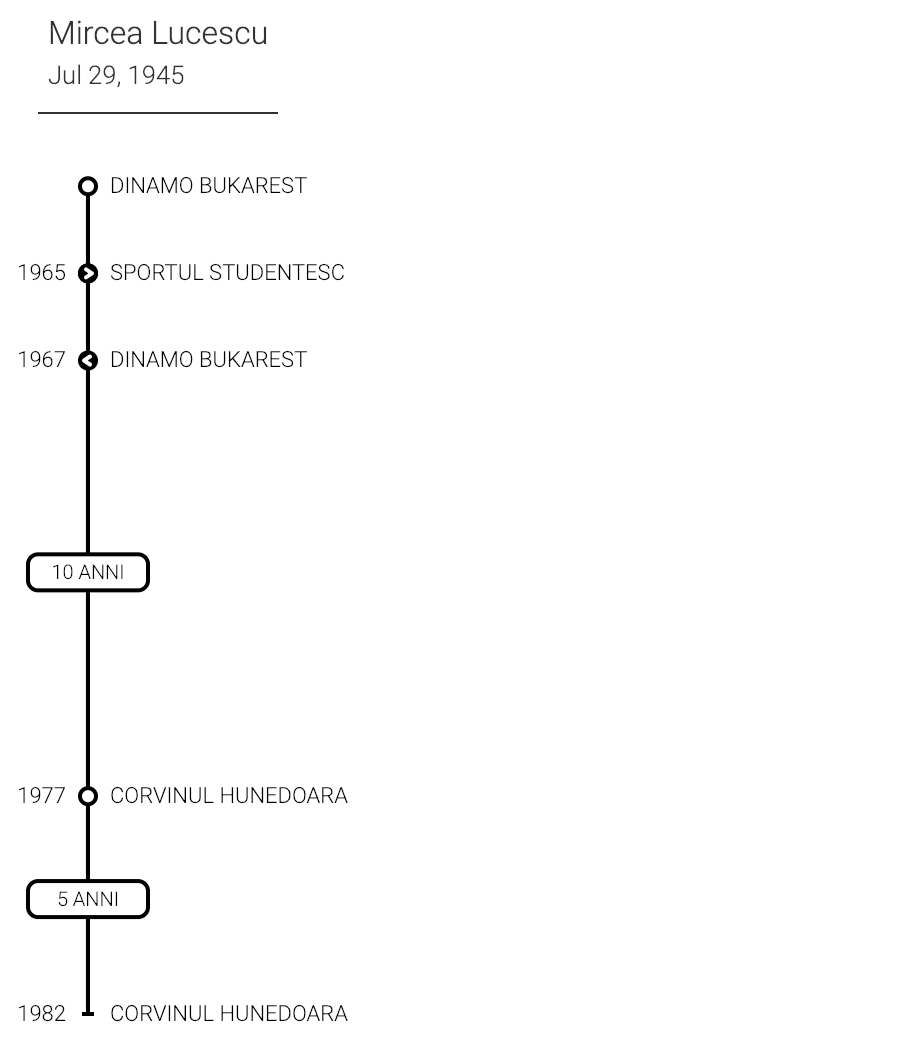 Mircea Lucescu
Jul 29, 1945
DINAMO BUKAREST
1965 SPORTUL STUDENTESC
1967 DINAMO BUKAREST
10 ANNI
1977 CORVINUL HUNEDOARA
5 ANNI
1982 CORVINUL HUNEDOARA